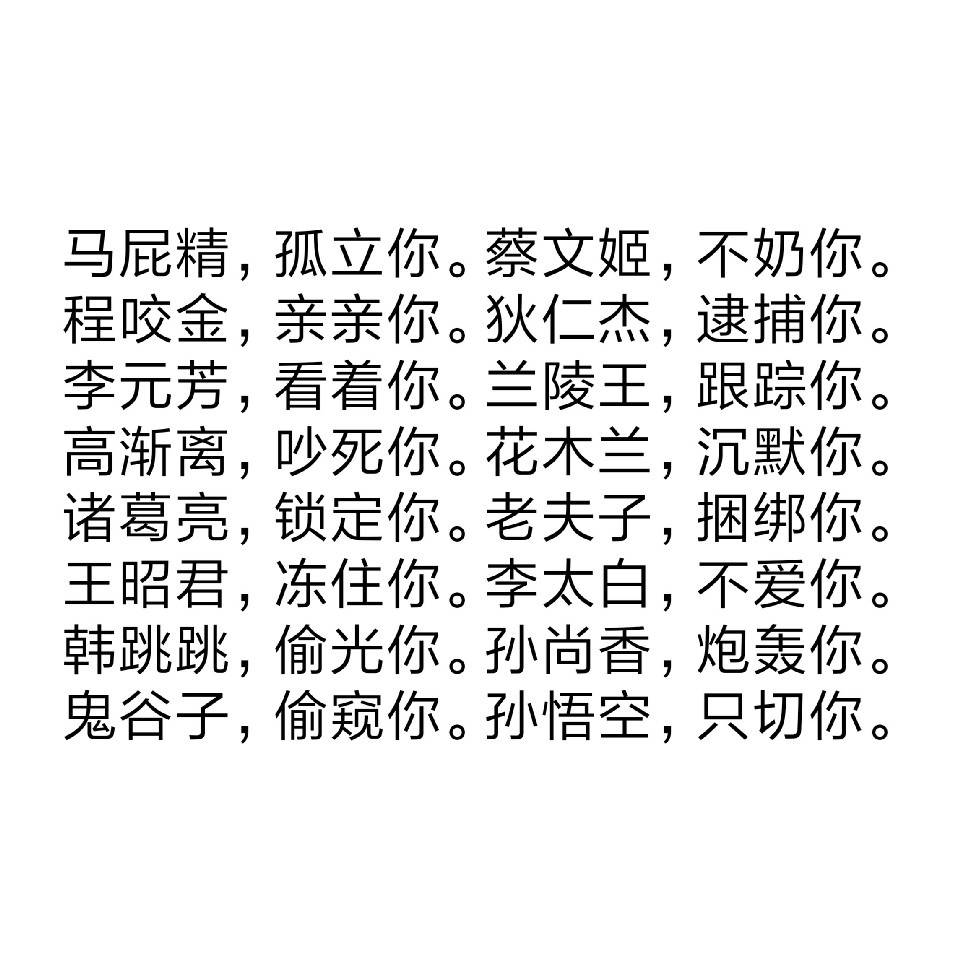 马屁精，孤立你。蔡文姬，不奶你。
程咬金，亲亲你。狄仁杰，逮捕你。
李元芳，看着你。兰陵王，跟踪你。
高渐离，吵死你。花木兰，沉默你。
诸葛亮，锁定你。老夫子，捆绑你。
王昭君，冻住你。李太白，不爱你。
韩跳跳，偷光你。孙尚香，炮轰你。
鬼谷子，偷窥你。孙悟空，只切你。